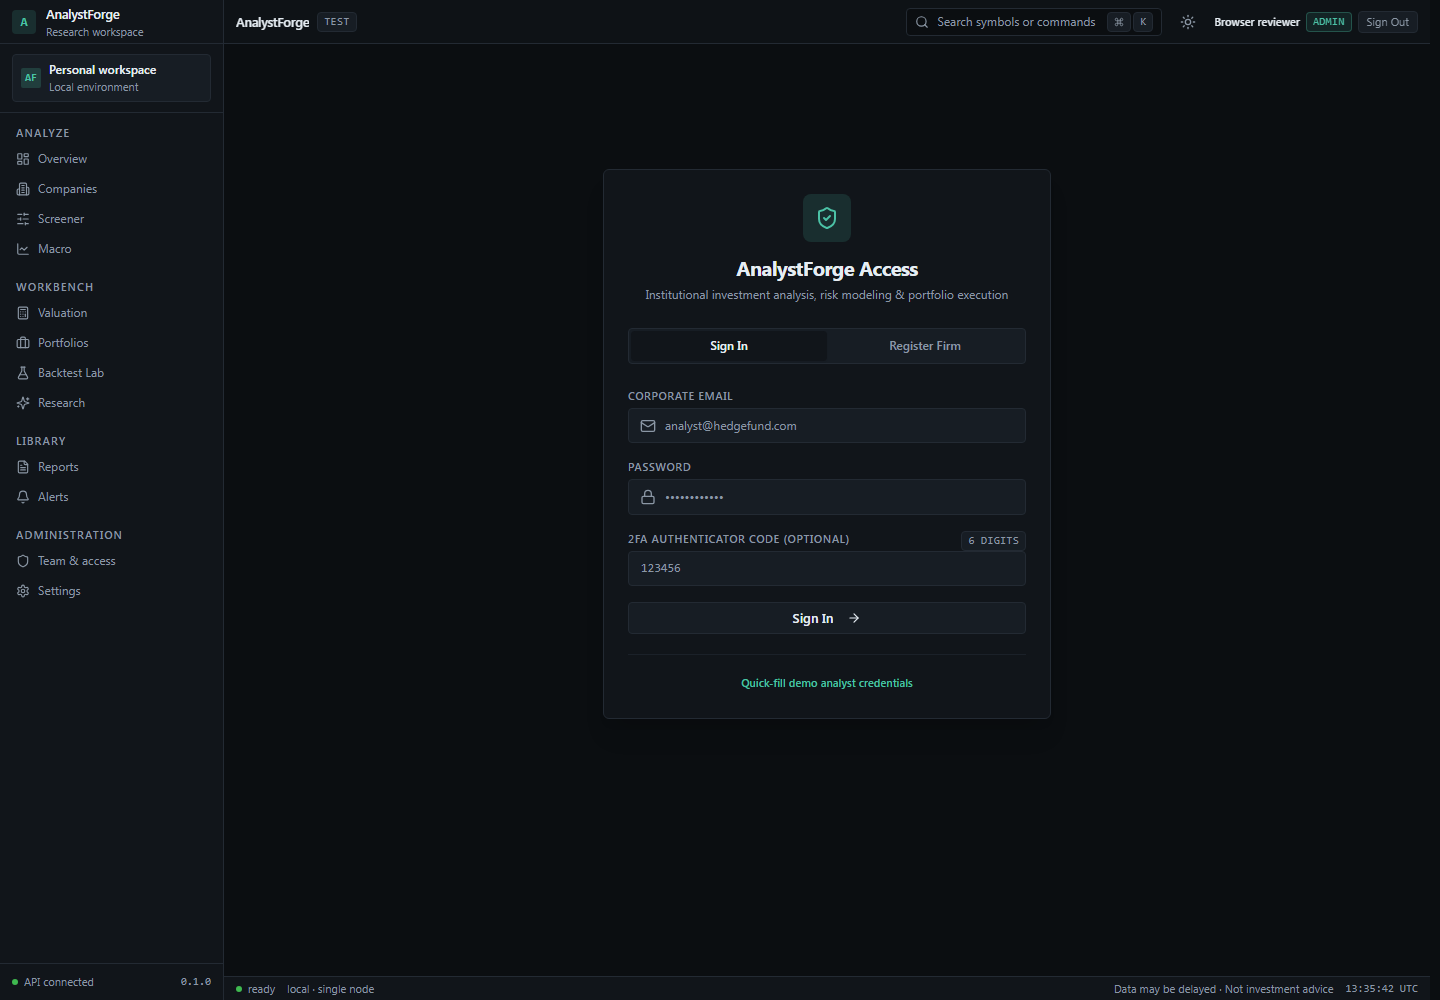 A
AnalystForge
Research workspace
AF
Personal workspace
Local environment
ANALYZE
Overview
Companies
Screener
Macro
WORKBENCH
Valuation
Portfolios
Backtest Lab
Research
LIBRARY
Reports
Alerts
ADMINISTRATION
Team & access
Settings
API connected 0.1.0
AnalystForge TEST
Search symbols or commands ⌘ K
Browser reviewer ADMIN Sign Out
AnalystForge Access
Institutional investment analysis, risk modeling & portfolio execution
Sign In Register Firm
CORPORATE EMAIL
analyst@hedgefund.com
PASSWORD
••••••••••••
2FA AUTHENTICATOR CODE (OPTIONAL) 6 DIGITS
123456
Sign In →
Quick-fill demo analyst credentials
ready local · single node
Data may be delayed · Not investment advice 13:35:42 UTC